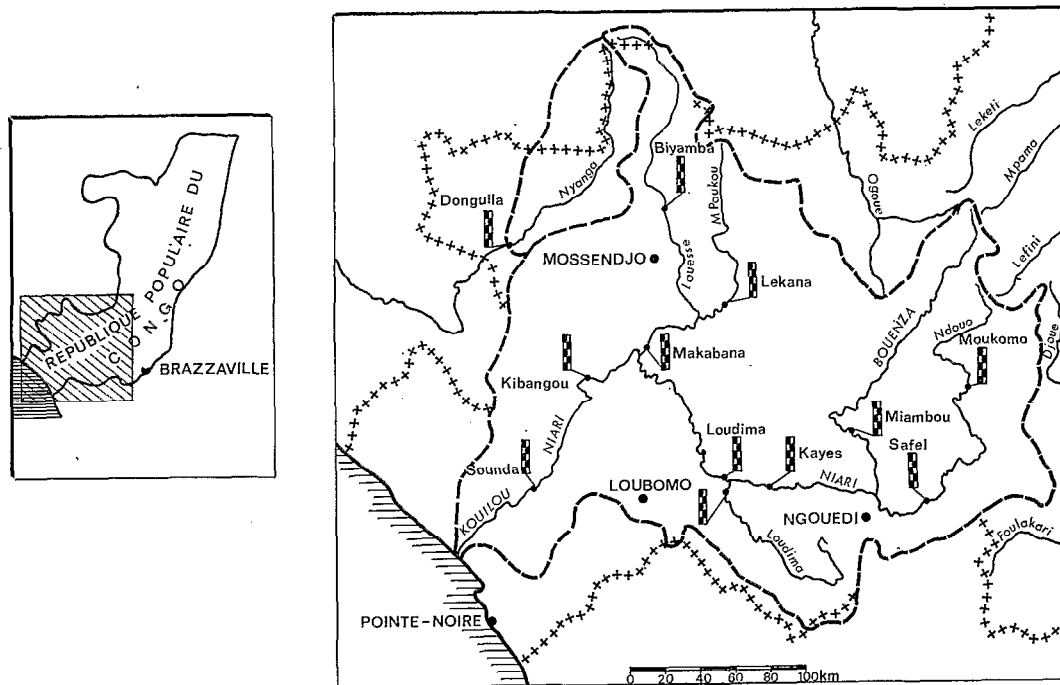 REPUBLIQUE POPULAIRE DU
CONGO
BRAZZAVILLE
Leketi
Mpama
Biyamba
Ogoue
Nyanga
M Poukou
Dongulla
Lefini
MOSSENDJO
Louesse
Lekana
BOUENZA
Ndouo
Djoue
Moukomo
Makabana
Kibangou
Miambou
NIARI
Loudima
Safel
Kayes
Sounda
LOUBOMO
NIARI
KOUILOU
NGOUEDI
Foulakari
Loudima
POINTE-NOIRE
0 20 40 60 80 100km